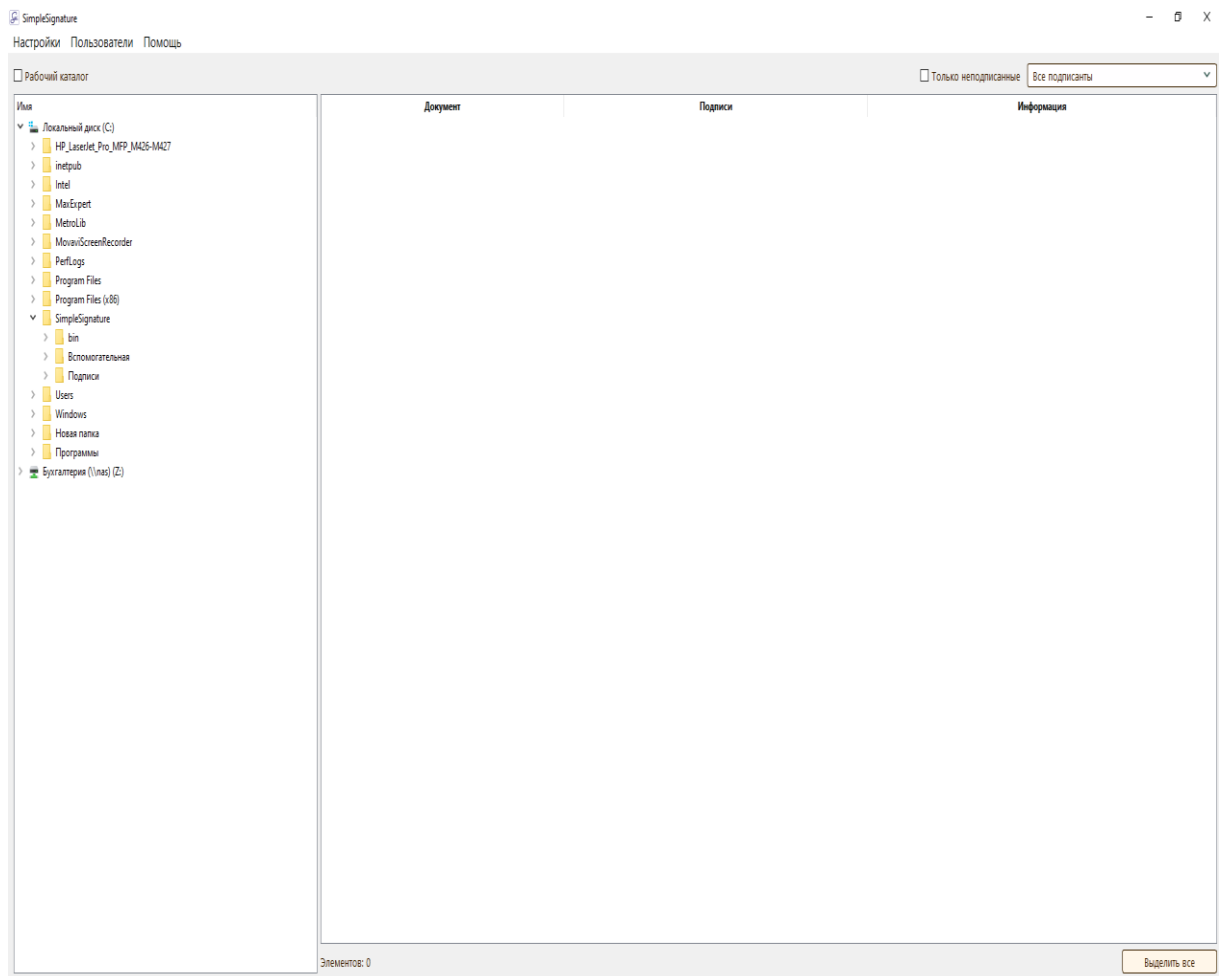 SimpleSignature
Настройки Пользователи Помощь
Рабочий каталог Только неподписанные Все подписанты
Имя Документ Подписи Информация
Локальный диск (C:)
HP_LaserJet_Pro_MFP_M426-M427
inetpub
Intel
MaxExpert
MetroLib
MovaviScreenRecorder
PerfLogs
Program Files
Program Files (x86)
SimpleSignature
bin
Вспомогательная
Подписи
Users
Windows
Новая папка
Программы
Бухгалтерия (\\nas) (Z:)
Элементов: 0 Выделить все